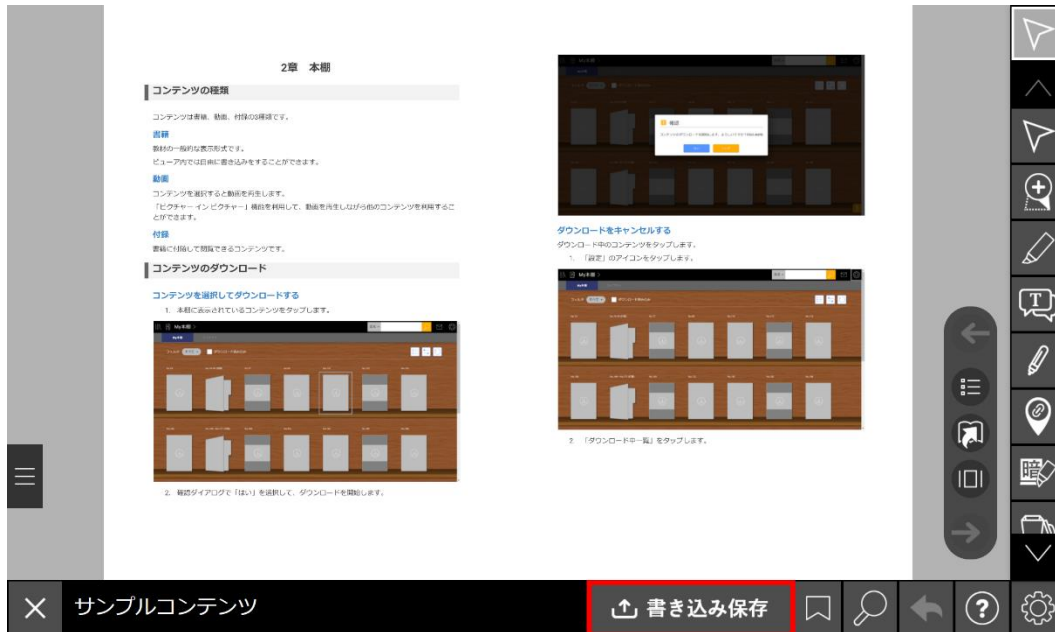 2章 本棚
コンテンツの種類
コンテンツは書籍、動画、付録の3種類です。
書籍
教材の一般的な表示形式です。
ビューア内では自由に書き込みをすることができます。
動画
コンテンツを選択すると動画を再生します。
「ピクチャー イン ピクチャー」機能を利用して、動画を再生しながら他のコンテンツを利用するこ
とができます。
付録
書籍に付随して閲覧できるコンテンツです。
コンテンツのダウンロード
コンテンツを選択してダウンロードする
1. 本棚に表示されているコンテンツをタップします。
My本棚
2. 確認ダイアログで「はい」を選択して、ダウンロードを開始します。
確認
ダウンロードをキャンセルする
ダウンロード中のコンテンツをタップします。
1. 「設定」のアイコンをタップします。
My本棚
2. 「ダウンロード中一覧」をタップします。
T
暗
サンプルコンテンツ
書き込み保存
?